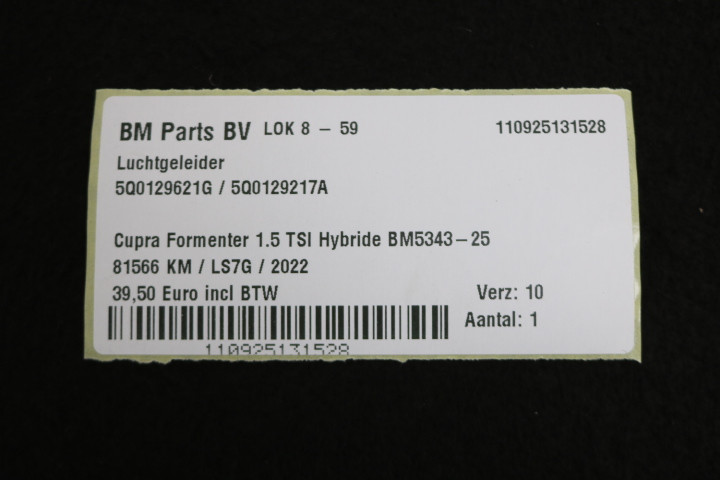 BM Parts BV LOK 8 – 59 110925131528
Luchtgeleider
5Q0129621G / 5Q0129217A
Cupra Formenter 1.5 TSI Hybride BM5343–25
81566 KM / LS7G / 2022
39,50 Euro incl BTW Verz: 10
Aantal: 1
110925131528